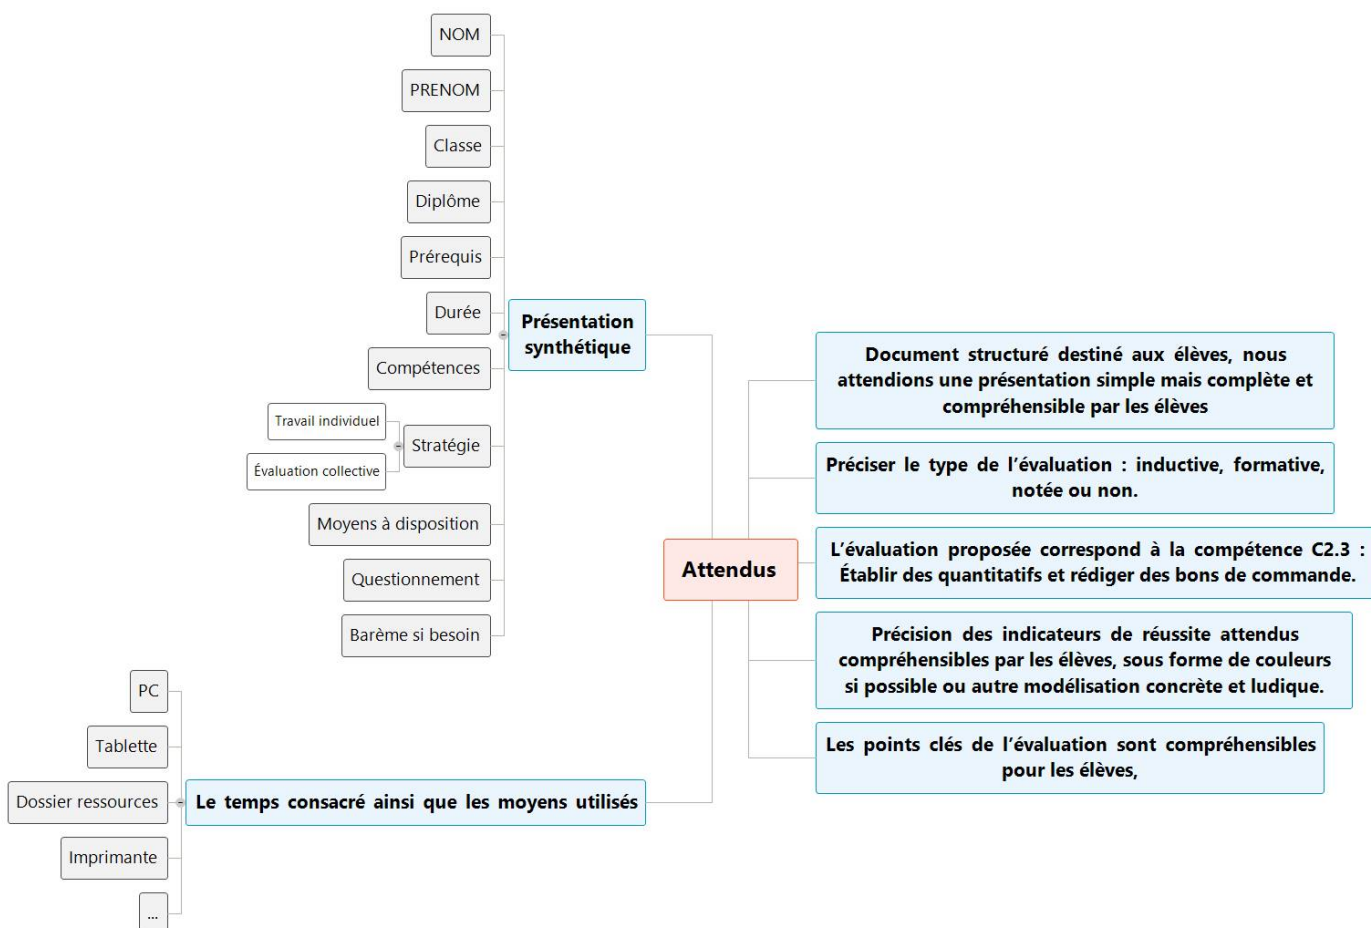 NOM
PRENOM
Classe
Diplôme
Prérequis
Durée
Compétences
Travail individuel
Évaluation collective
Stratégie
Moyens à disposition
Questionnement
Barème si besoin
Présentation
synthétique
PC
Tablette
Dossier ressources
Imprimante
...
Le temps consacré ainsi que les moyens utilisés
Attendus
Document structuré destiné aux élèves, nous
attendions une présentation simple mais complète et
compréhensible par les élèves
Préciser le type de l’évaluation : inductive, formative,
notée ou non.
L’évaluation proposée correspond à la compétence C2.3 :
Établir des quantitatifs et rédiger des bons de commande.
Précision des indicateurs de réussite attendus
compréhensibles par les élèves, sous forme de couleurs
si possible ou autre modélisation concrète et ludique.
Les points clés de l’évaluation sont compréhensibles
pour les élèves,